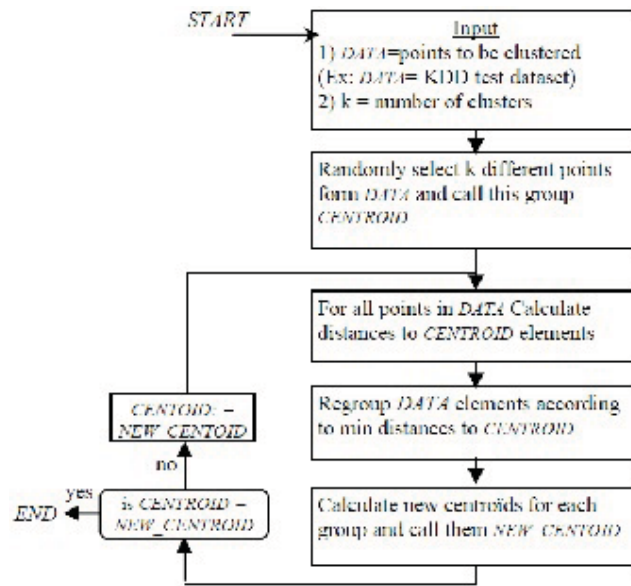 START
Input
1) DATA=points to be clustered
(Ex: DATA= KDD test dataset)
2) k = number of clusters
Randomly select k different points
form DATA and call this group
CENTROID
For all points in DATA Calculate
distances to CENTROID elements
Regroup DATA elements according
to min distances to CENTROID
Calculate new centroïds for each
group and call them NEW_CENTOID
is CENTROID =
NEW_CENTROID
yes
END
no
CENTOID: =
NEW_CENTOID